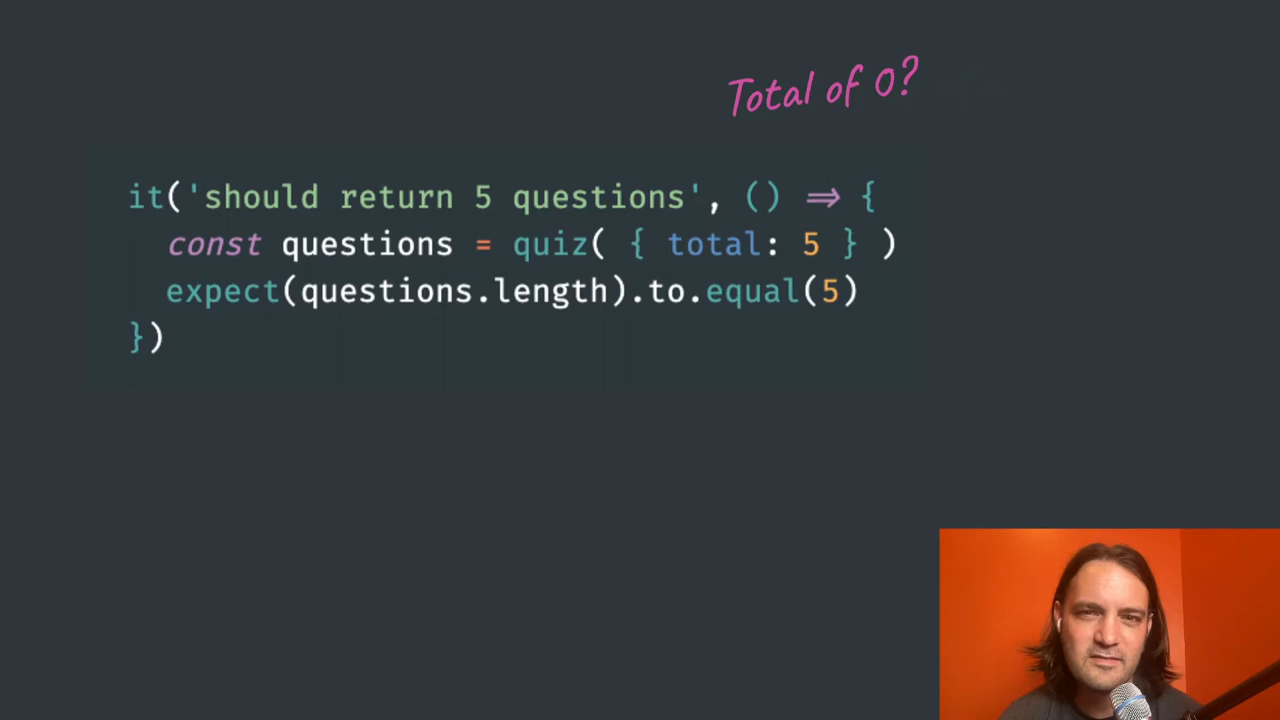 Total of 0?
it('should return 5 questions', () => {
  const questions = quiz( { total: 5 } )
  expect(questions.length).to.equal(5)
})